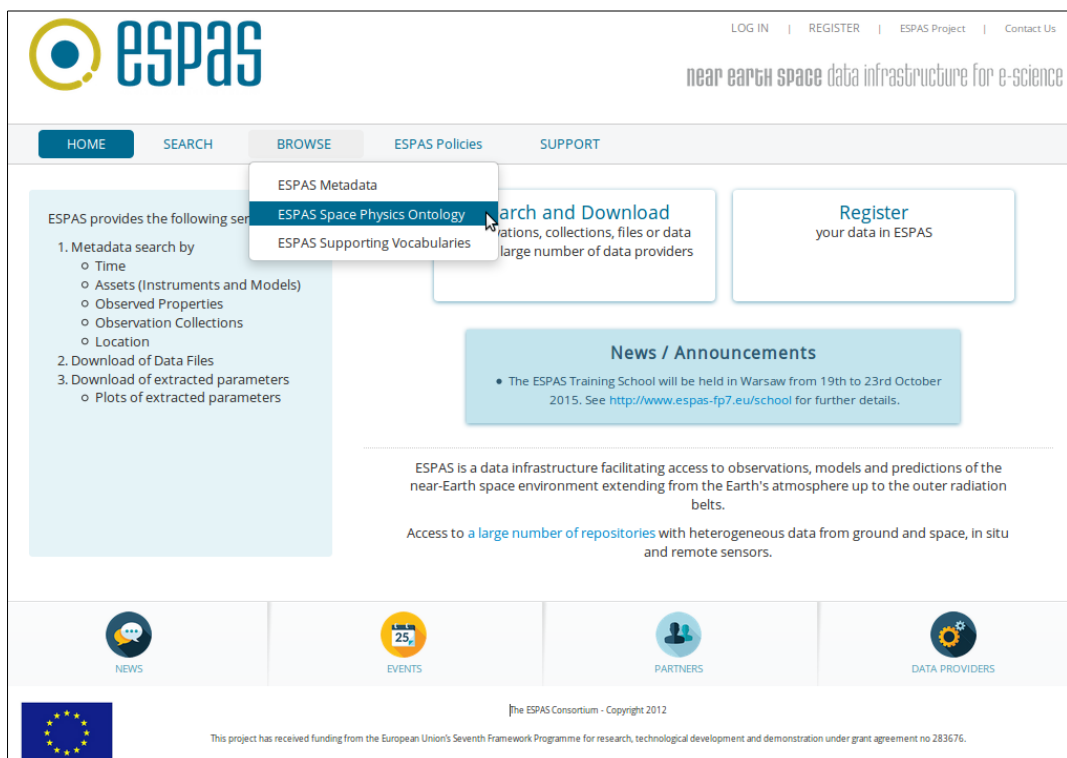 espas
LOG IN | REGISTER | ESPAS Project | Contact Us
near earth space data infrastructure for e-science
HOME SEARCH BROWSE ESPAS Policies SUPPORT
ESPAS Metadata
ESPAS Space Physics Ontology
ESPAS Supporting Vocabularies
ESPAS provides the following ser
1. Metadata search by
Time
Assets (Instruments and Models)
Observed Properties
Observation Collections
Location
2. Download of Data Files
3. Download of extracted parameters
Plots of extracted parameters
arch and Download
vations, collections, files or data
large number of data providers
Register
your data in ESPAS
News / Announcements
• The ESPAS Training School will be held in Warsaw from 19th to 23rd October
2015. See http://www.espas-fp7.eu/school for further details.
ESPAS is a data infrastructure facilitating access to observations, models and predictions of the
near-Earth space environment extending from the Earth's atmosphere up to the outer radiation
belts.
Access to a large number of repositories with heterogeneous data from ground and space, in situ
and remote sensors.
25
NEWS EVENTS PARTNERS DATA PROVIDERS
The ESPAS Consortium - Copyright 2012
This project has received funding from the European Union's Seventh Framework Programme for research, technological development and demonstration under grant agreement no 283676.